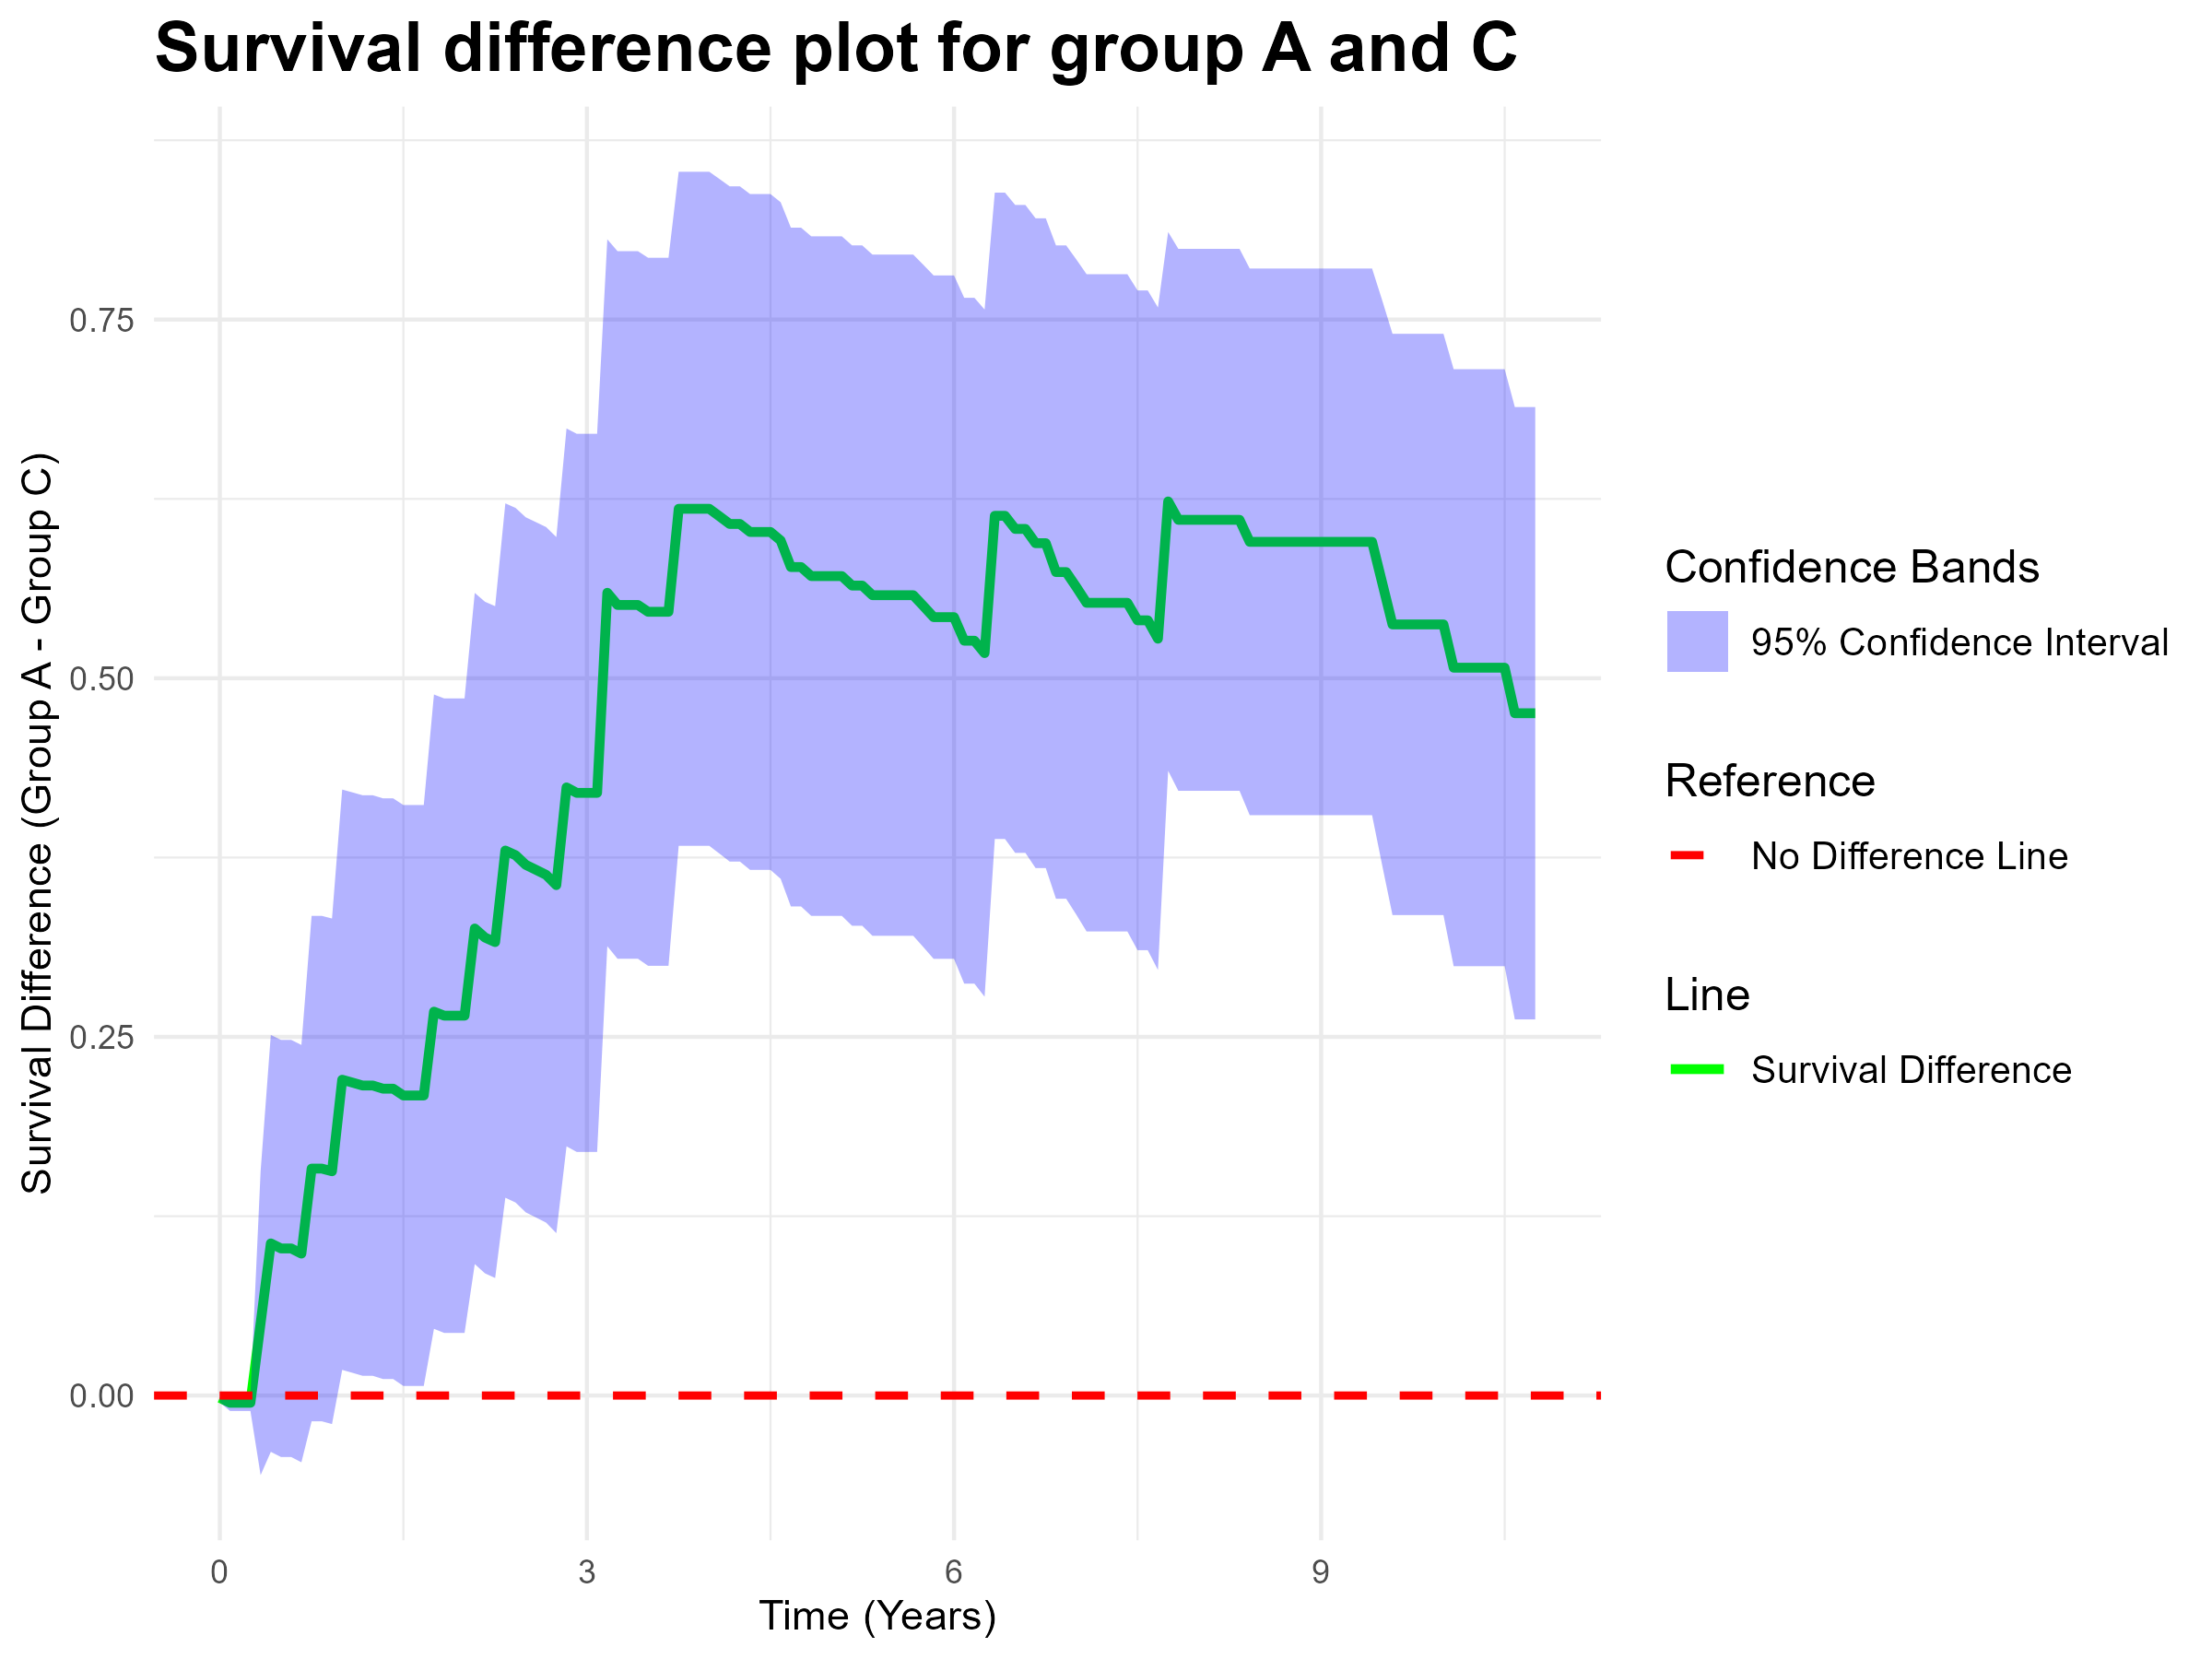 Survival difference plot for group A and C
Survival Difference (Group A - Group C)
0.75
0.50
0.25
0.00
0
3
6
9
Time (Years)
Confidence Bands
95% Confidence Interval
Reference
No Difference Line
Line
Survival Difference